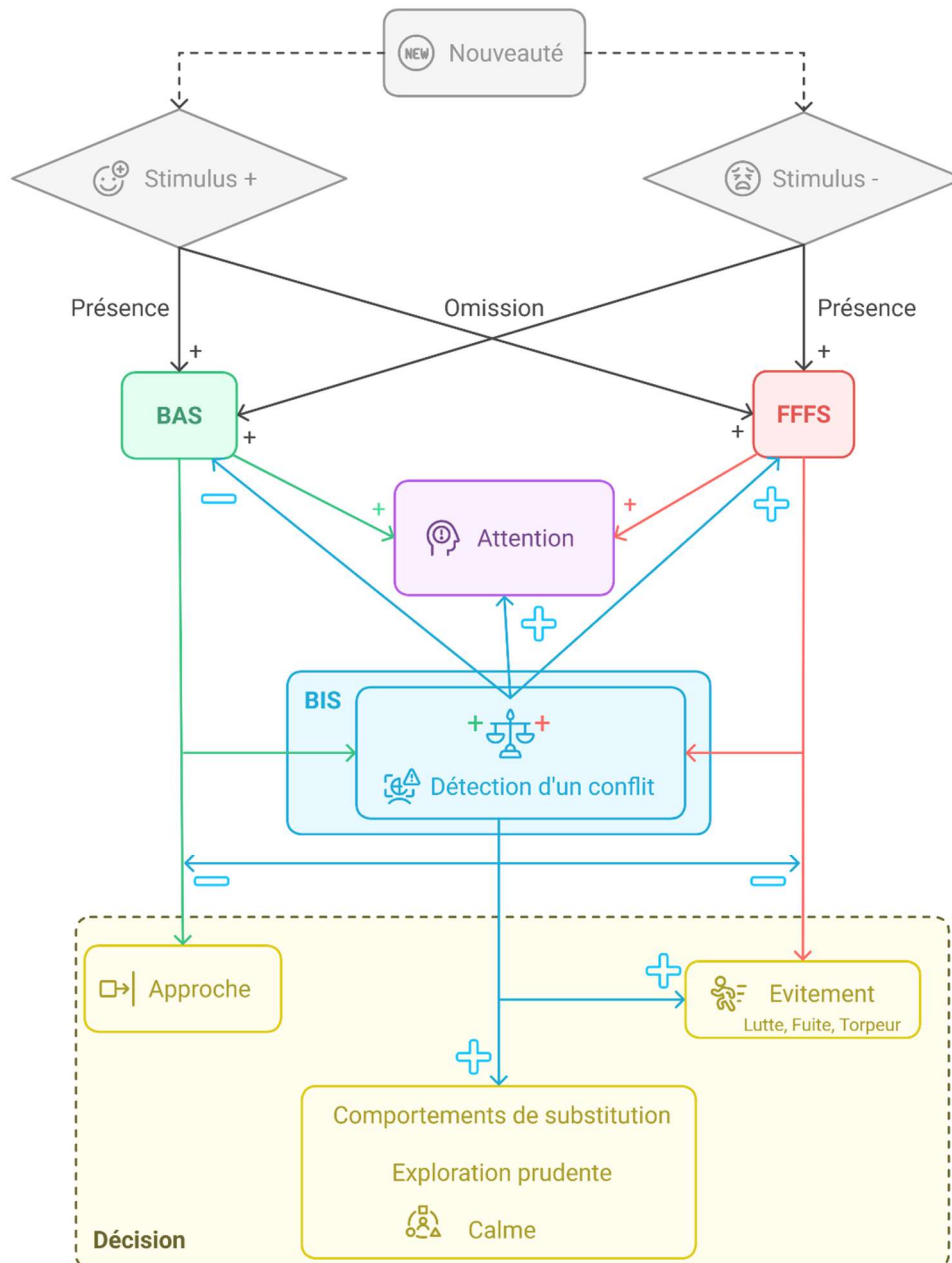 NEW Nouveauté
Stimulus +
Stimulus -
Présence
Omission
Présence
+
+
BAS
FFFS
+
+
+
+
Attention
BIS
+ +
Détection d'un conflit
Approche
Evitement
Lutte, Fuite, Torpeur
Comportements de substitution
Exploration prudente
Calme
Décision